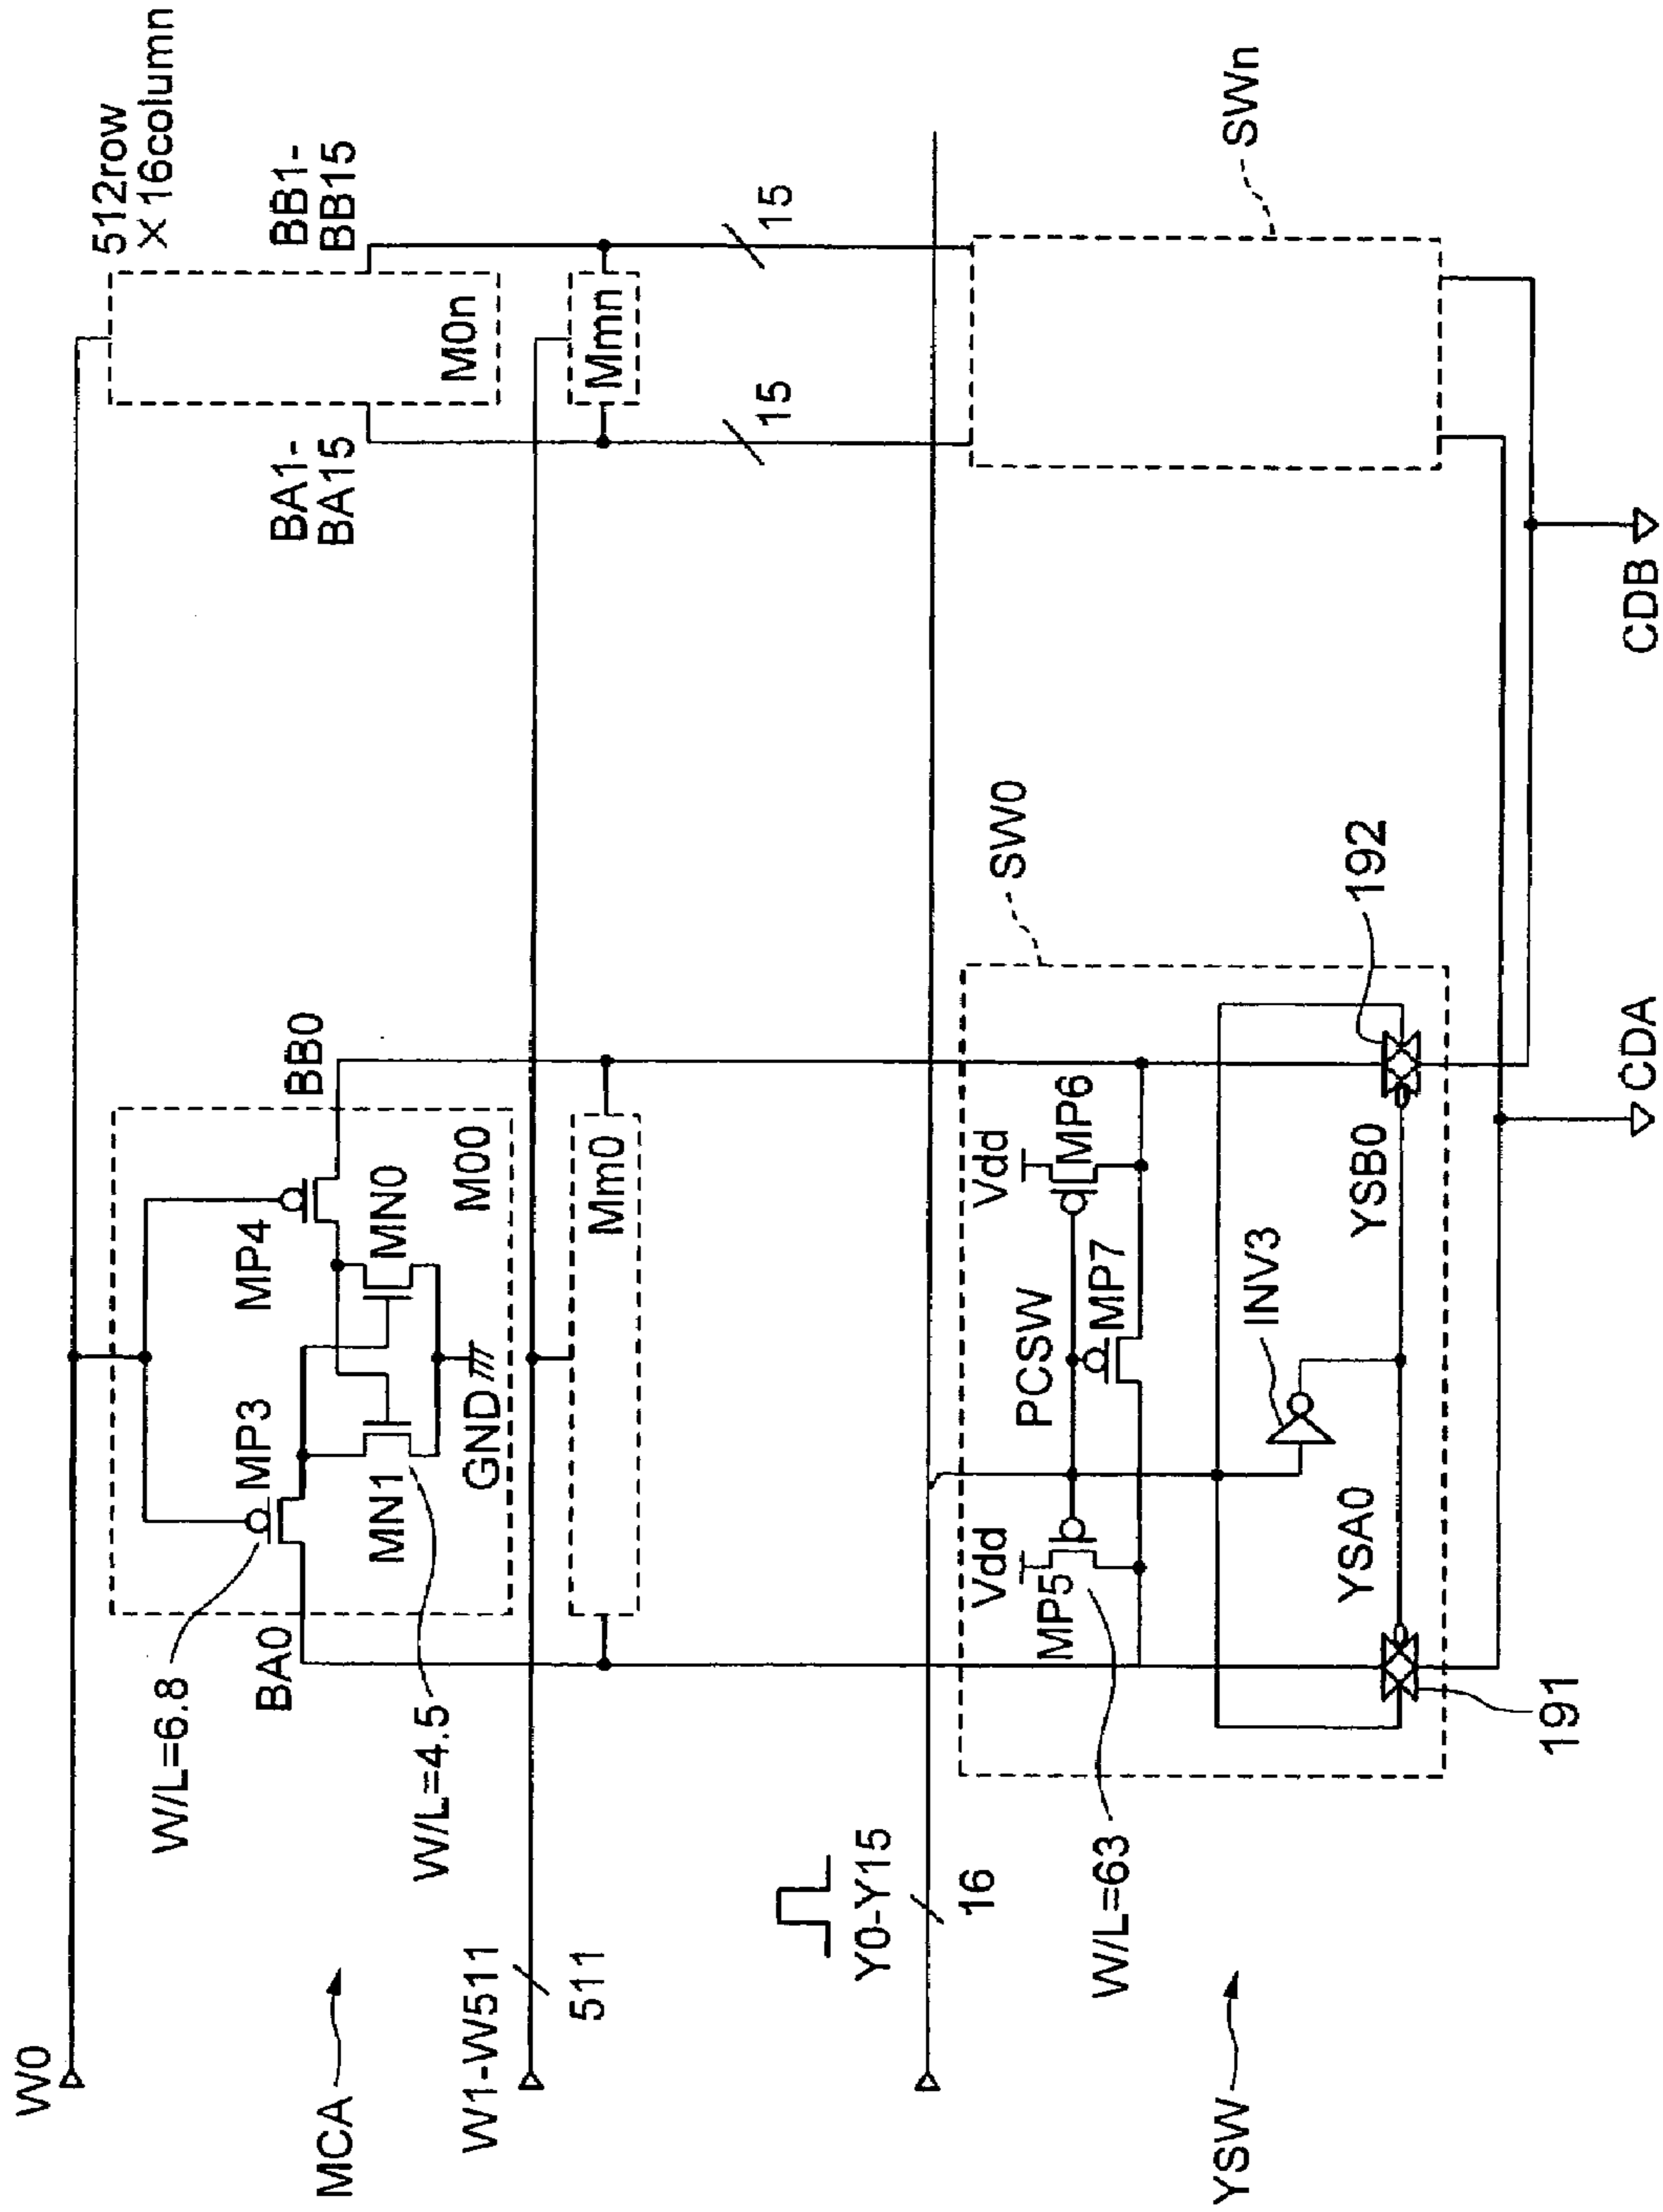 W0
512row
×16column
MCA
W/L=6.8
MP3
MP4
BA0
BB0
MN1
MN0
M00
GND
W/L=4.5
BA1-
BA15
BB1-
BB15
M0n
W1-W511
511
Mm0
Mmn
15
15
Y0-Y15
16
SW0
SWn
Vdd
Vdd
MP5
PCSW
MP7
MP6
W/L=63
INV3
YSW
YSA0
YSB0
191
192
CDA
CDB